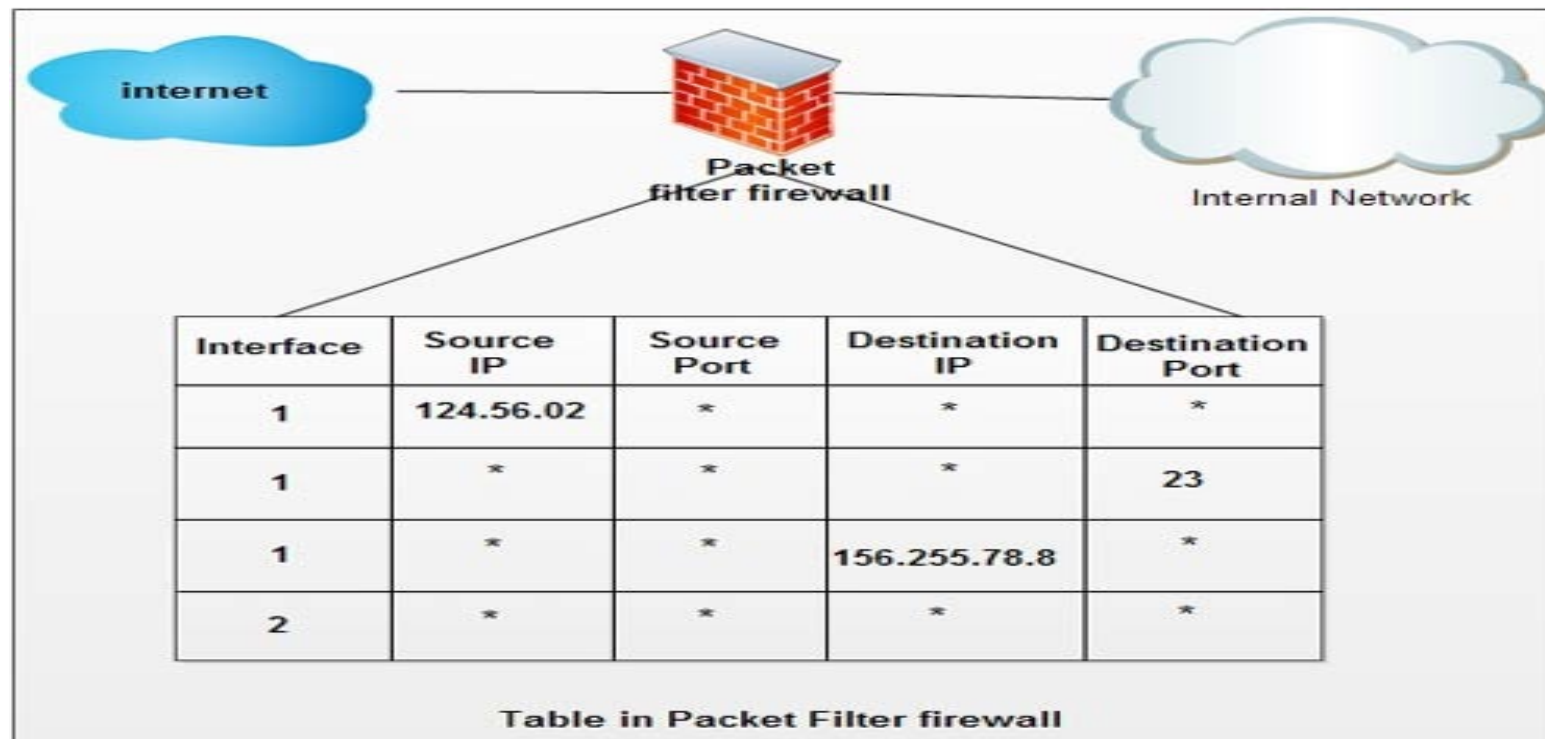 internet
Packet
filter firewall
Internal Network
Interface Source IP Source Port Destination IP Destination Port
1 124.56.02 * * *
1 * * * 23
1 * * 156.255.78.8 *
2 * * * *
Table in Packet Filter firewall